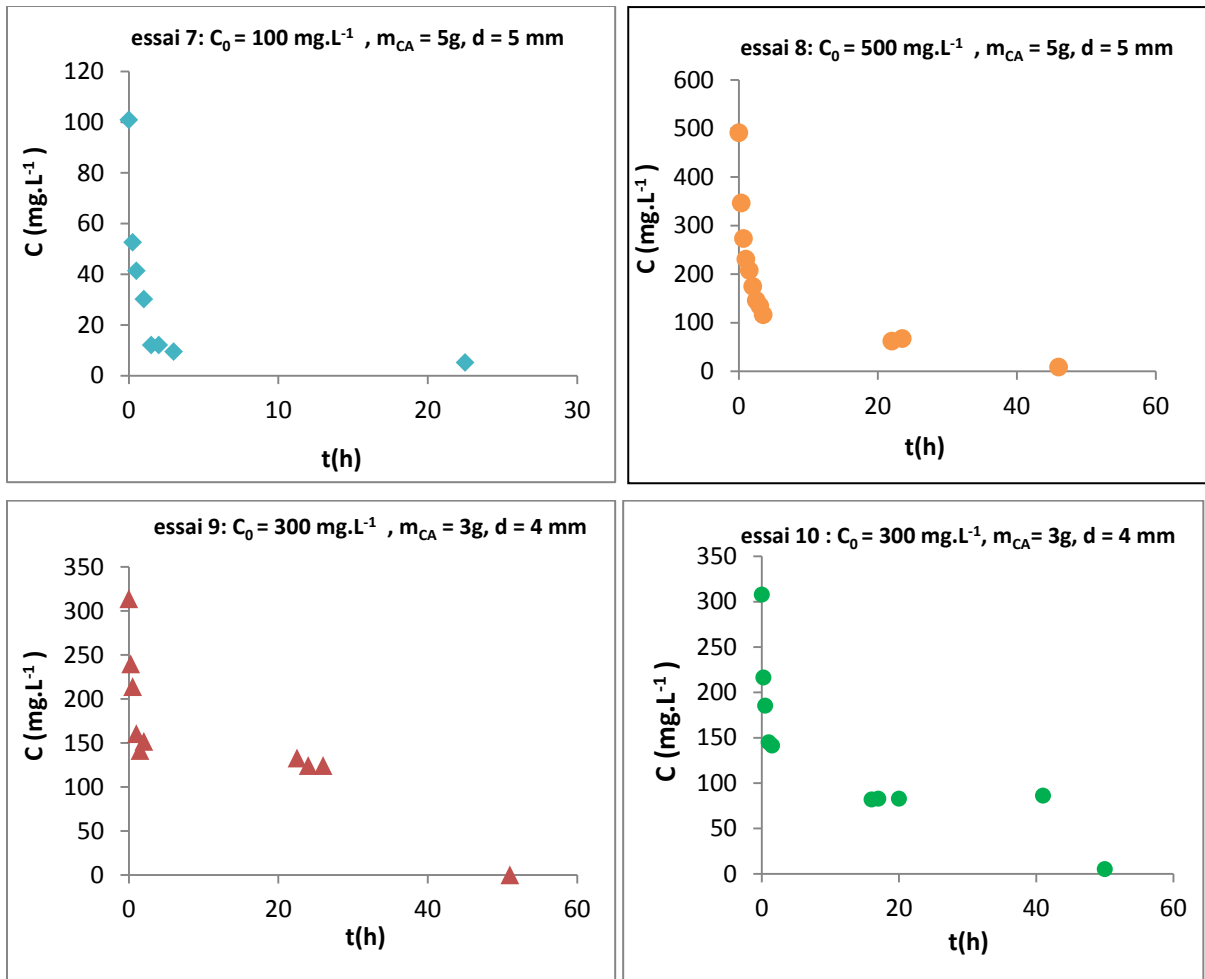 essai 7: C₀ = 100 mg.L⁻¹ , m_CA = 5g, d = 5 mm
120
100
80
60
40
20
0
C (mg.L⁻¹ )
0 10 20 30
t(h)
essai 8: C₀ = 500 mg.L⁻¹ , m_CA = 5g, d = 5 mm
600
500
400
300
200
100
0
C (mg.L⁻¹)
0 20 40 60
t(h)
essai 9: C₀ = 300 mg.L⁻¹ , m_CA = 3g, d = 4 mm
350
300
250
200
150
100
50
0
C (mg.L⁻¹ )
0 20 40 60
t(h)
essai 10 : C₀ = 300 mg.L⁻¹, m_CA= 3g, d = 4 mm
350
300
250
200
150
100
50
0
C (mg.L⁻¹ )
0 20 40 60
t(h)